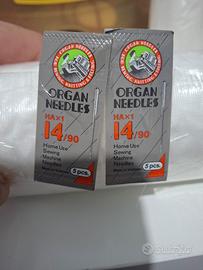 ORGAN
NEEDLES
HA×1
14/90
Home Use
Sewing
Machine
Needles
5 pcs.
ORGAN
NEEDLES
HA×1
14/90
Home Use
Sewing
Machine
Needles
5 pcs.